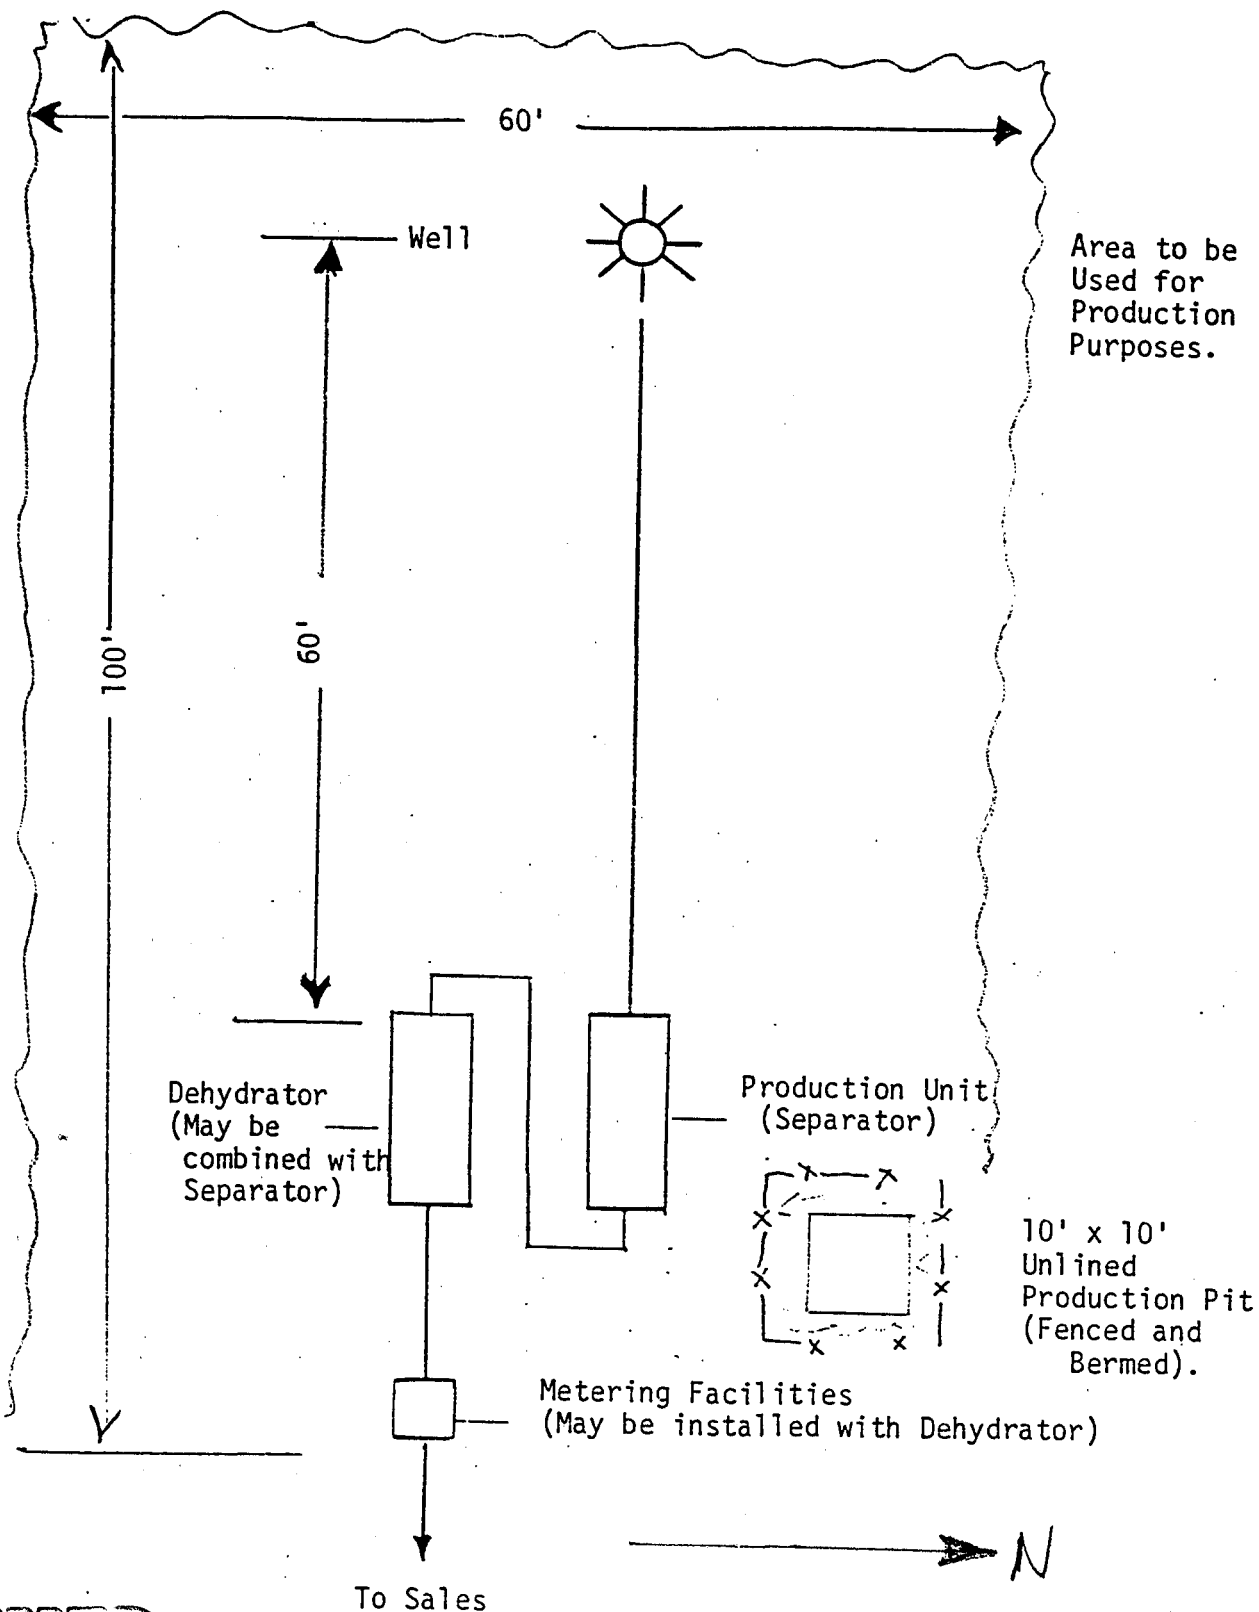 60'
Well
Area to be
Used for
Production
Purposes.
100'
60'
Dehydrator
(May be
combined with
Separator)
Production Unit
(Separator)
10' x 10'
Unlined
Production Pit
(Fenced and
Bermed).
Metering Facilities
(May be installed with Dehydrator)
N
To Sales